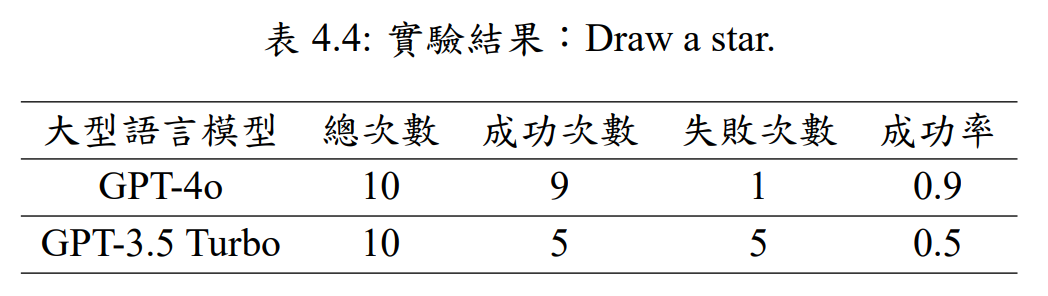 表 4.4: 實驗結果：Draw a star.
大型語言模型 總次數 成功次數 失敗次數 成功率
GPT-4o 10 9 1 0.9
GPT-3.5 Turbo 10 5 5 0.5